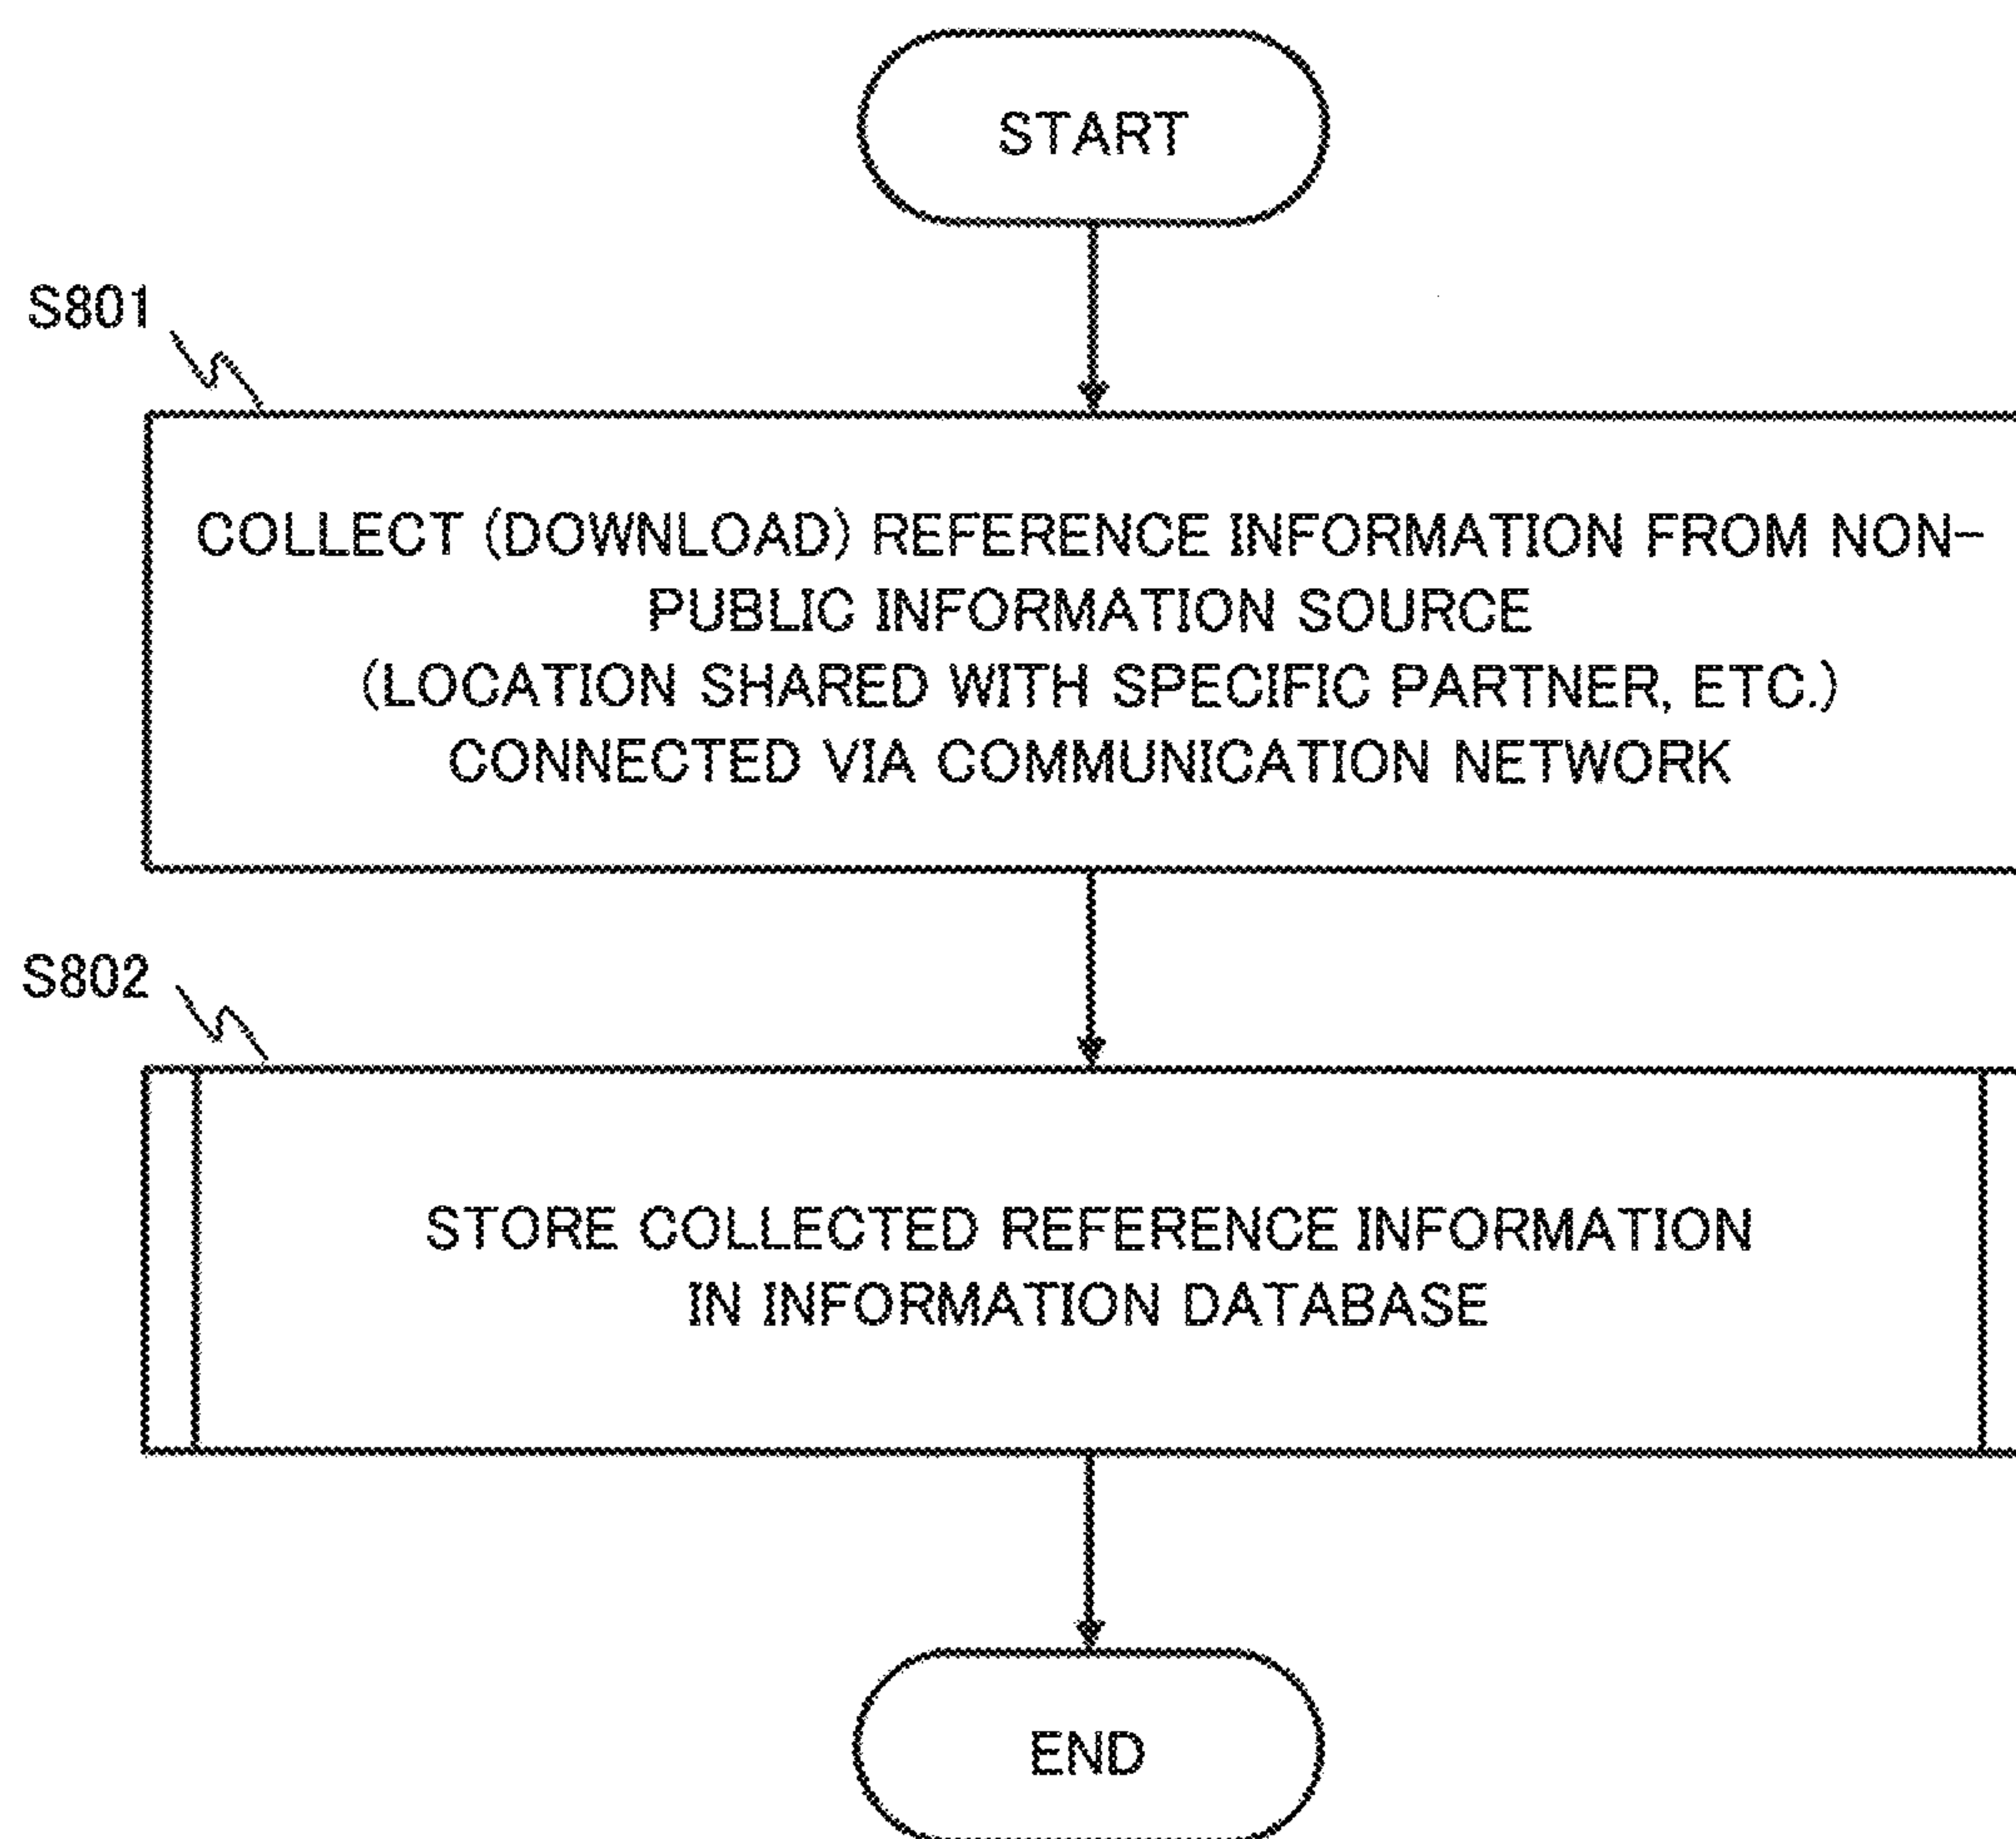 START
S801
COLLECT (DOWNLOAD) REFERENCE INFORMATION FROM NON-
PUBLIC INFORMATION SOURCE
(LOCATION SHARED WITH SPECIFIC PARTNER, ETC.)
CONNECTED VIA COMMUNICATION NETWORK
S802
STORE COLLECTED REFERENCE INFORMATION
IN INFORMATION DATABASE
END